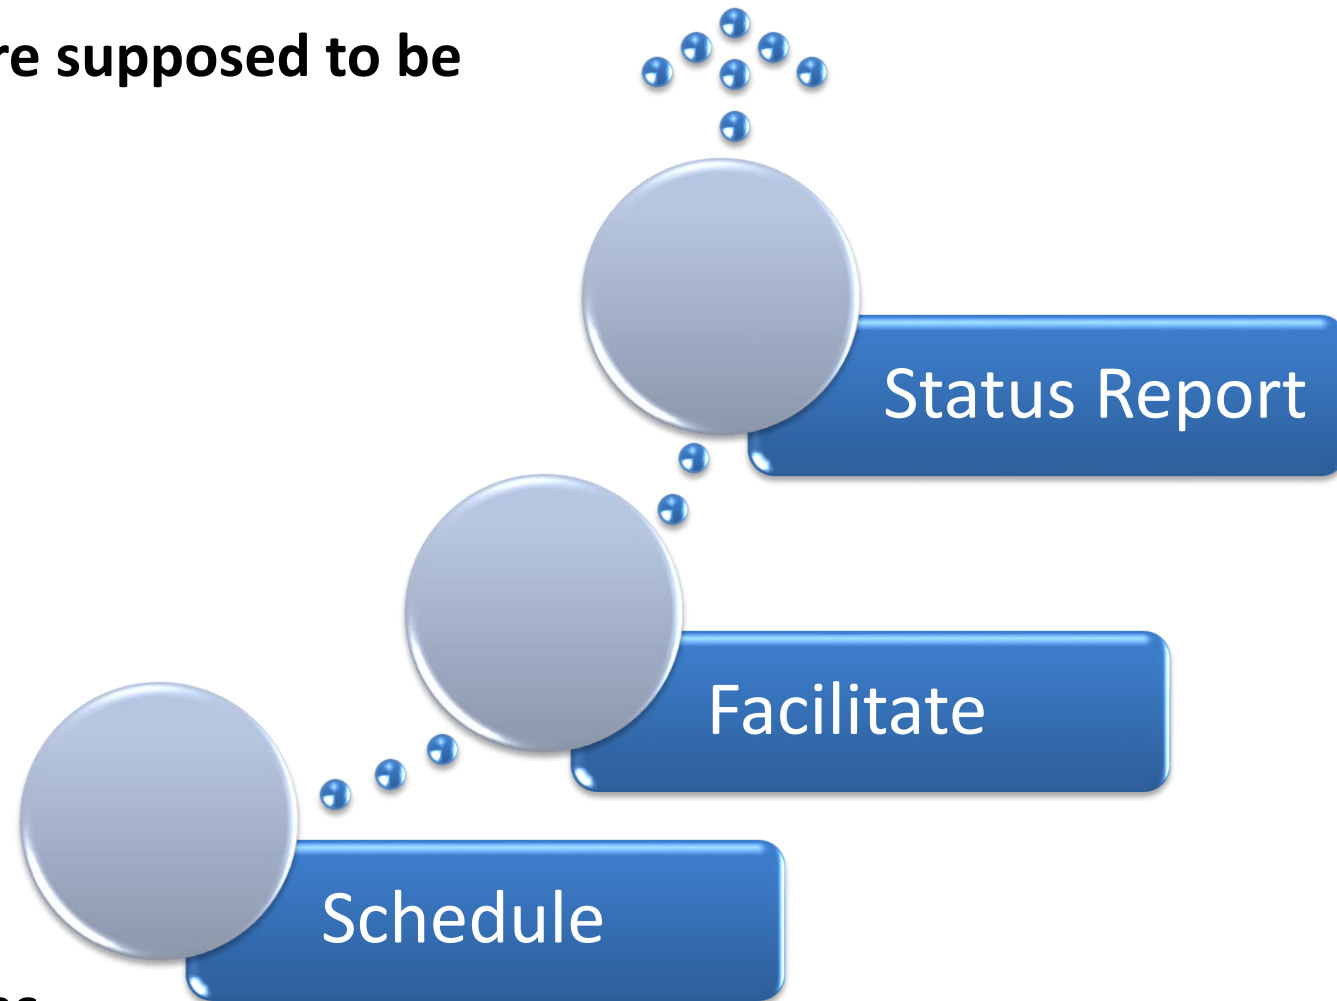 re supposed to be
Status Report
Facilitate
Schedule